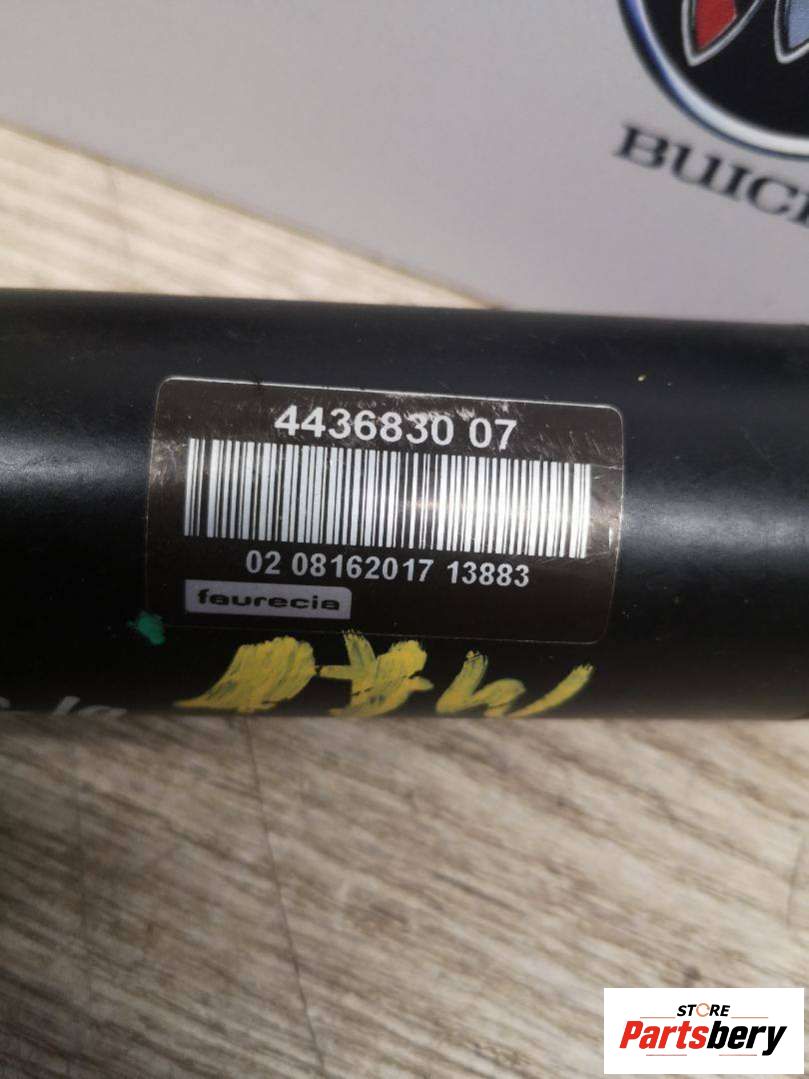 BUICK
4436830 07
02 08162017 13883
faurecia
STORE
Partsbery